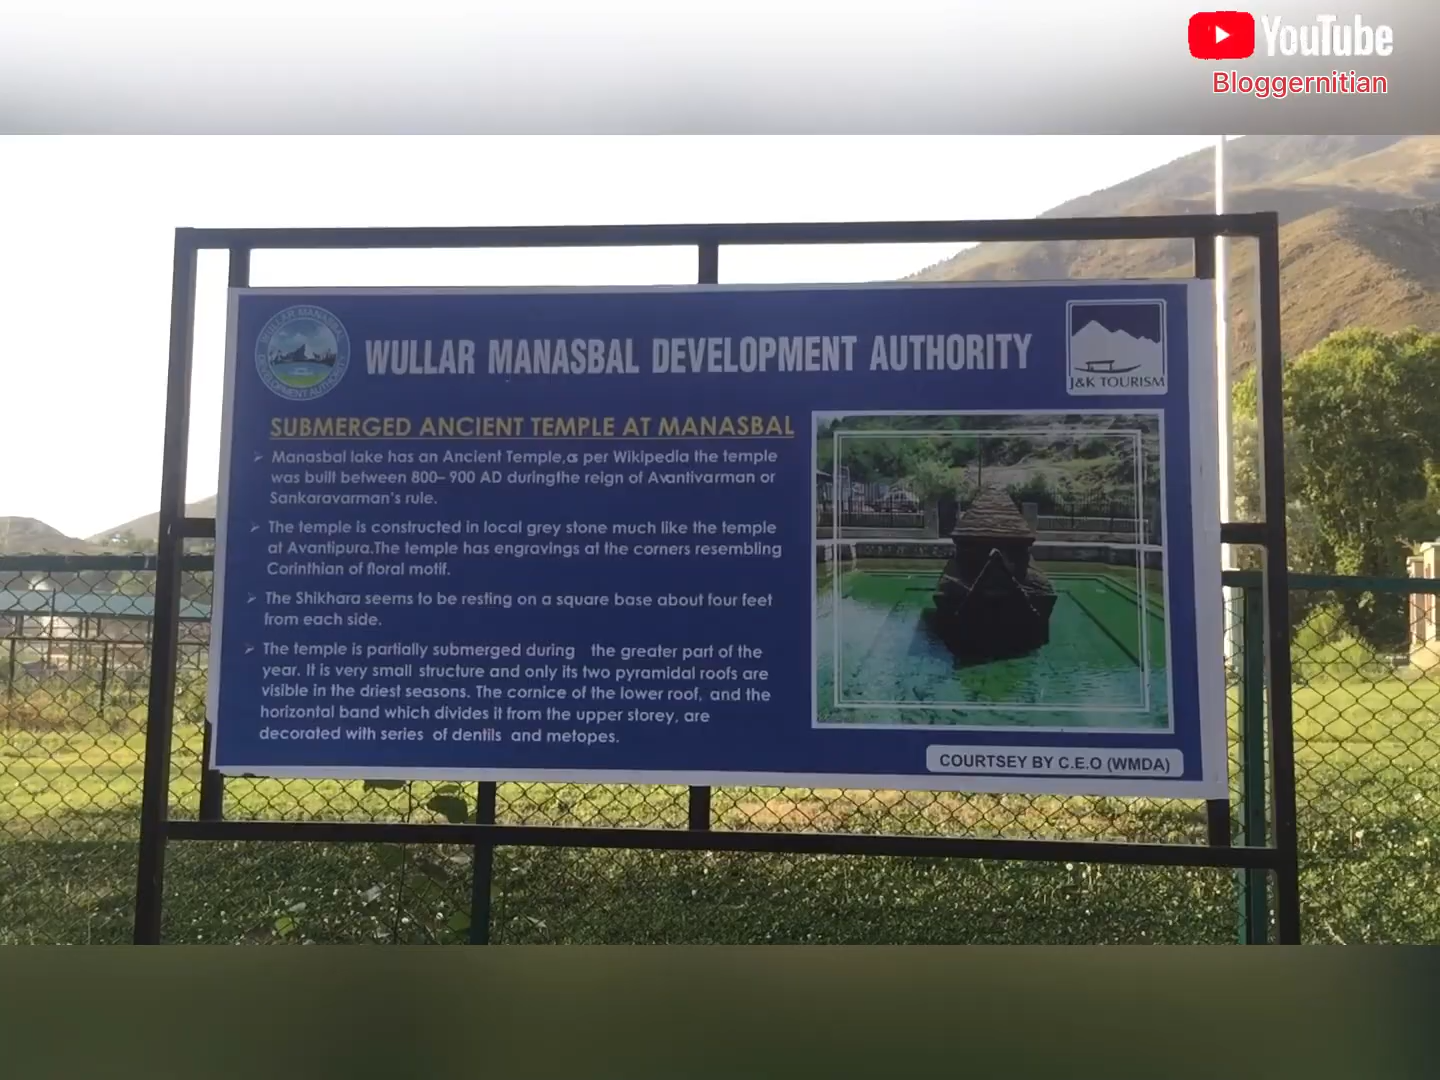 YouTube
Bloggernitian
WULLAR MANASBAL DEVELOPMENT AUTHORITY
WULLAR MANASBAL
DEVELOPMENT AUTHORITY
J&K TOURISM
SUBMERGED ANCIENT TEMPLE AT MANASBAL
➢ Manasbal lake has an Ancient Temple,as per Wikipedia the temple
was built between 800– 900 AD duringthe reign of Avantivarman or
Sankaravarman's rule.
➢ The temple is constructed in local grey stone much like the temple
at Avantipura.The temple has engravings at the corners resembling
Corinthian of floral motif.
➢ The Shikhara seems to be resting on a square base about four feet
from each side.
➢ The temple is partially submerged during the greater part of the
year. It is very small structure and only its two pyramidal roofs are
visible in the driest seasons. The cornice of the lower roof, and the
horizontal band which divides it from the upper storey, are
decorated with series of dentils and metopes.
COURTSEY BY C.E.O (WMDA)